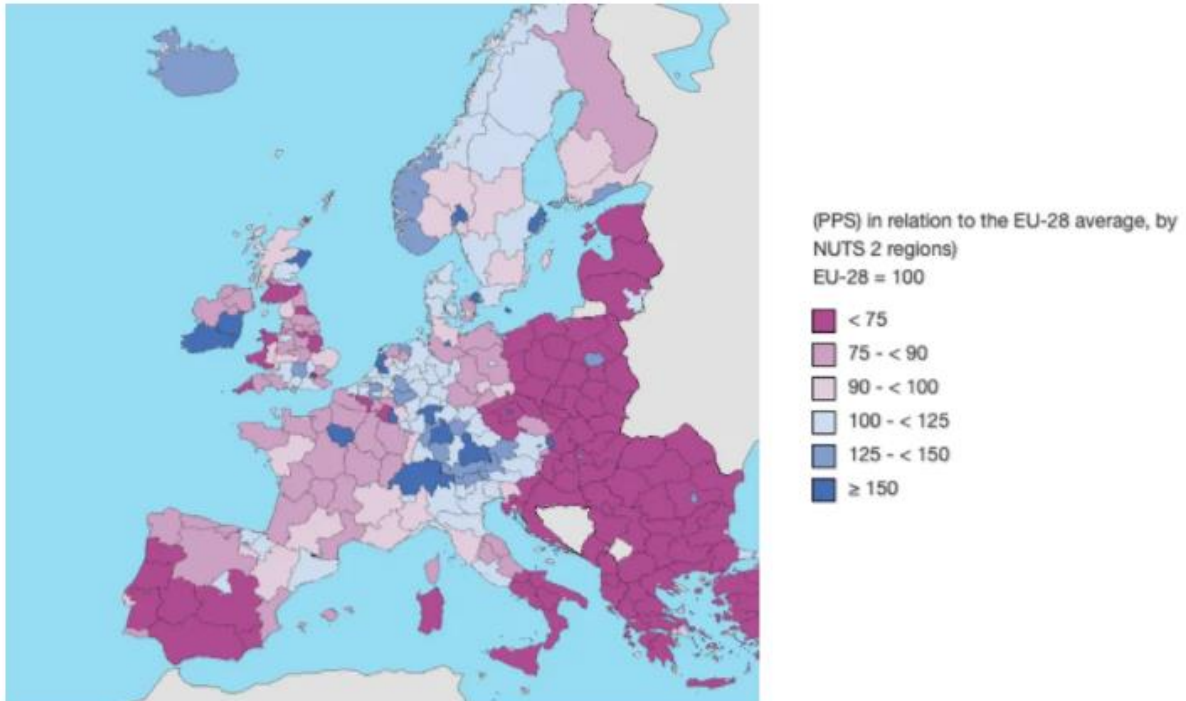 (PPS) in relation to the EU-28 average, by
NUTS 2 regions)
EU-28 = 100
< 75
75 - < 90
90 - < 100
100 - < 125
125 - < 150
≥ 150